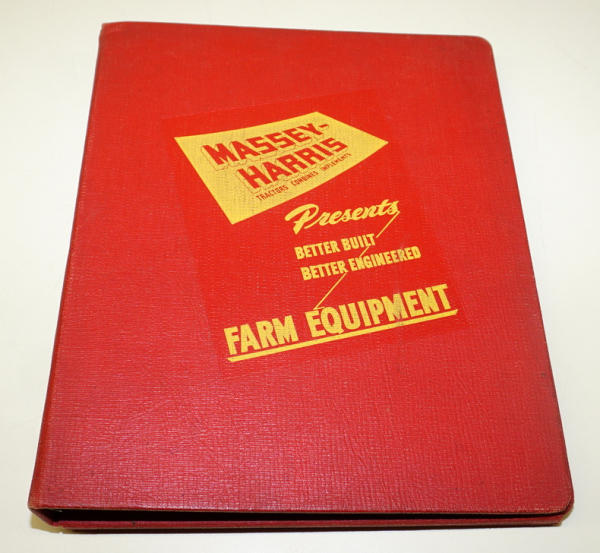 MASSEY-
HARRIS
TRACTORS COMBINES IMPLEMENTS
Presents
BETTER BUILT
BETTER ENGINEERED
FARM EQUIPMENT